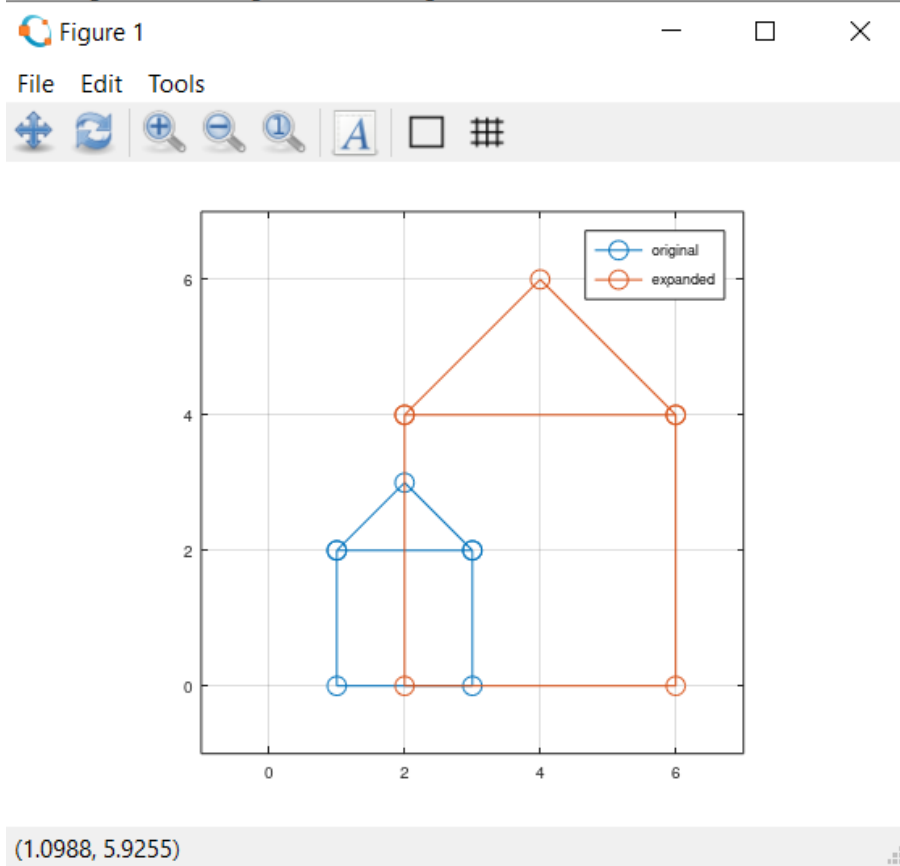 Figure 1
File Edit Tools
A
original
6
expanded
4
2
0
0 2 4 6
(1.0988, 5.9255)